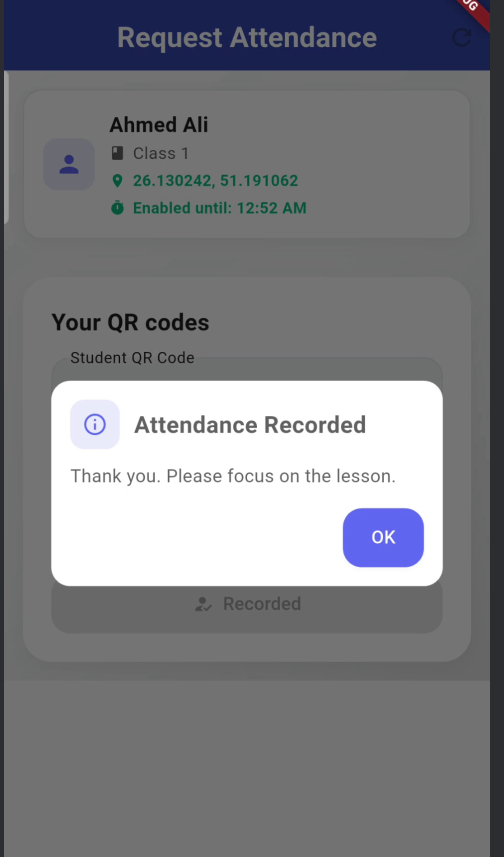 Request Attendance
Ahmed Ali
Class 1
26.130242, 51.191062
Enabled until: 12:52 AM
Your QR codes
Student QR Code
Attendance Recorded
Thank you. Please focus on the lesson.
OK
Recorded